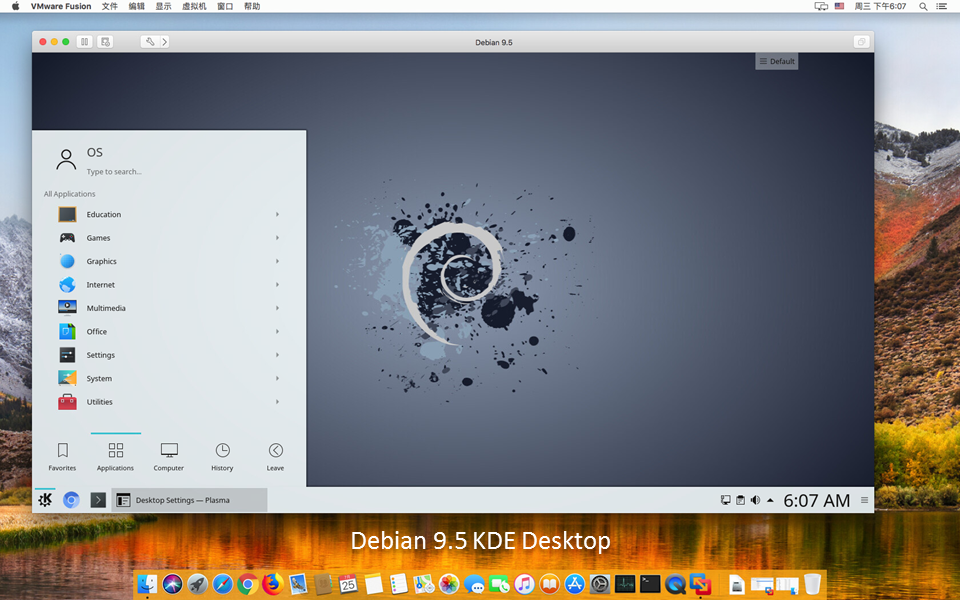 VMware Fusion 文件 编辑 显示 虚拟机 窗口 帮助 周三 下午6:07
Debian 9.5
Default
OS
Type to search...
All Applications
Education
Games
Graphics
Internet
Multimedia
Office
Settings
System
Utilities
Favorites Applications Computer History Leave
Desktop Settings — Plasma 6:07 AM
Debian 9.5 KDE Desktop
25